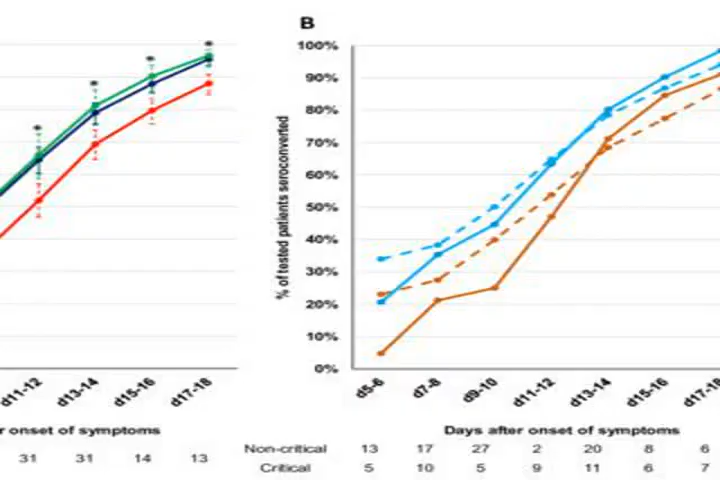 B
100%
90%
80%
70%
60%
50%
40%
30%
20%
10%
0%
% of tested patients seroconverted
d11-12 d13-14 d15-16 d17-18
d5-6 d7-8 d9-10 d11-12 d13-14 d15-16 d17-18
r onset of symptoms
Days after onset of symptoms
31 31 14 13
Non-critical 13 17 27 2 20 8 6
Critical 5 10 5 9 11 6 7